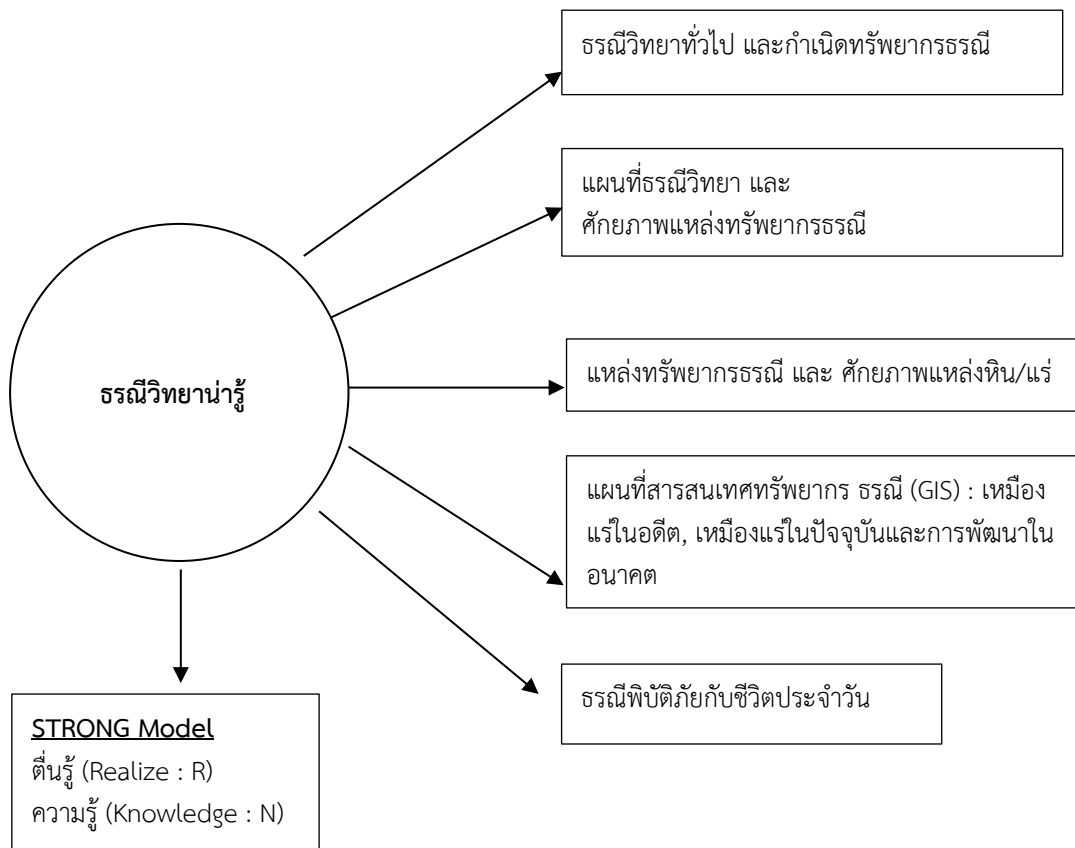 ธรณีวิทยาทั่วไป และกำเนิดทรัพยากรธรณี
แผนที่ธรณีวิทยา และ
ศักยภาพแหล่งทรัพยากรธรณี
แหล่งทรัพยากรธรณี และ ศักยภาพแหล่งหิน/แร่
ธรณีวิทยาน่ารู้
แผนที่สารสนเทศทรัพยากร ธรณี (GIS) : เหมือง
แร่ในอดีต, เหมืองแร่ในปัจจุบันและการพัฒนาใน
อนาคต
ธรณีพิบัติภัยกับชีวิตประจำวัน
STRONG Model
ตื่นรู้ (Realize : R)
ความรู้ (Knowledge : N)